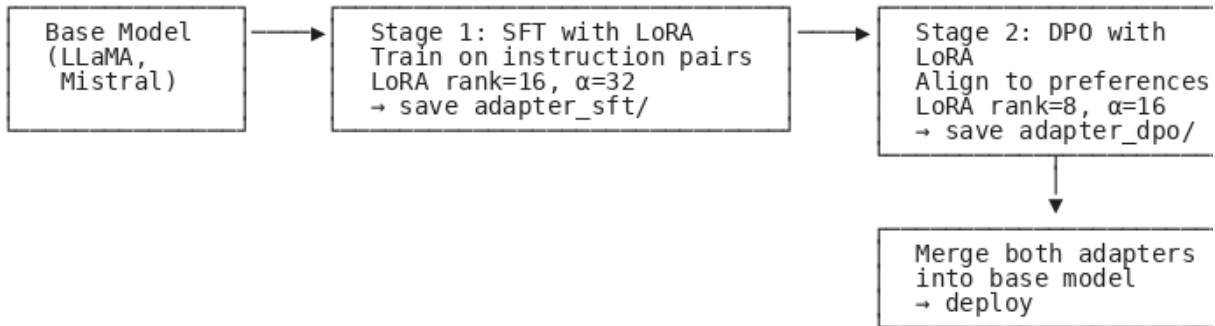 Base Model
(LLaMA,
Mistral)
Stage 1: SFT with LoRA
Train on instruction pairs
LoRA rank=16, α=32
→ save adapter_sft/
Stage 2: DPO with
LoRA
Align to preferences
LoRA rank=8, α=16
→ save adapter_dpo/
Merge both adapters
into base model
→ deploy